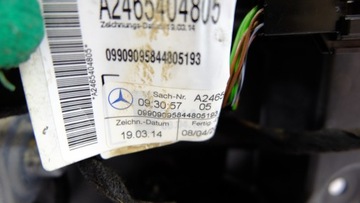 A2465404805
Zeichnungs-Datum 19.03.14
09909095844805193
*A2465404805*
Sach-Nr. A2465
09:30:57 05
09909095844805193
Zeichn.-Datum Fertig
19.03.14 08/04/